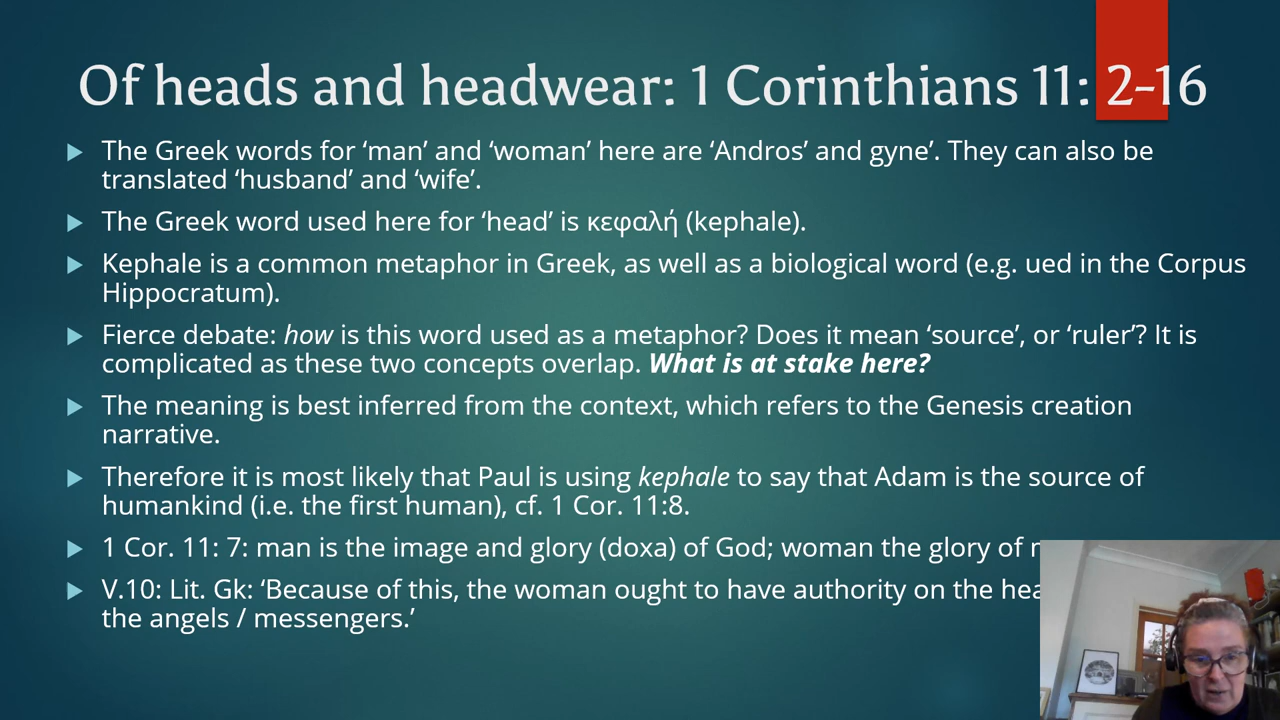 Of heads and headwear: 1 Corinthians 11: 2-16
The Greek words for ‘man’ and ‘woman’ here are ‘Andros’ and gyne’. They can also be
translated ‘husband’ and ‘wife’.
The Greek word used here for ‘head’ is κεφαλή (kephale).
Kephale is a common metaphor in Greek, as well as a biological word (e.g. ued in the Corpus
Hippocratum).
Fierce debate: how is this word used as a metaphor? Does it mean ‘source’, or ‘ruler’? It is
complicated as these two concepts overlap. What is at stake here?
The meaning is best inferred from the context, which refers to the Genesis creation
narrative.
Therefore it is most likely that Paul is using kephale to say that Adam is the source of
humankind (i.e. the first human), cf. 1 Cor. 11:8.
1 Cor. 11: 7: man is the image and glory (doxa) of God; woman the glory of
V.10: Lit. Gk: ‘Because of this, the woman ought to have authority on the
the angels / messengers.’